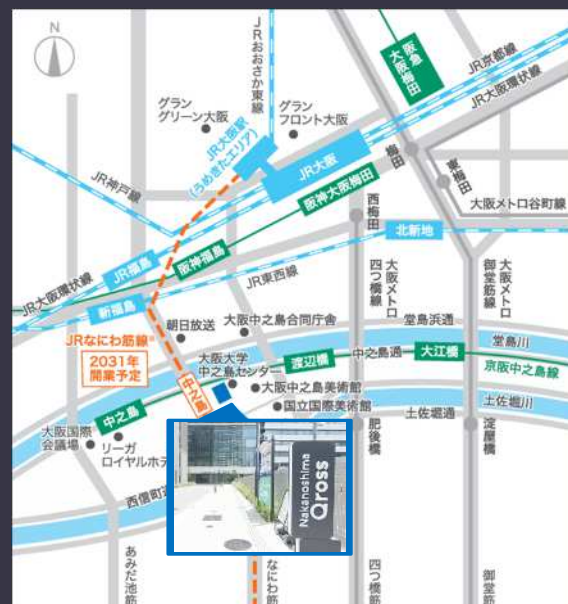 N
JRおおさか東線
阪急
大阪梅田
JR京都線
JR大阪環状線
グラン
グリーン大阪
グラン
フロント大阪
JR大阪駅
(うめきたエリア)
JR大阪
梅田
東梅田
JR神戸線
阪神大阪梅田
西梅田
大阪メトロ谷町線
北新地
JR福島
阪神福島
JR東西線
JR大阪環状線
新福島
四つ橋線
大阪メトロ
御堂筋線
大阪メトロ
朝日放送
大阪中之島合同庁舎
堂島浜通
堂島川
JRなにわ筋線
2031年
開業予定
大阪大学
中之島センター
渡辺橋
中之島通
大江橋
京阪中之島線
中之島
中之島
大阪中之島美術館
国立国際美術館
土佐堀川
土佐堀通
大阪国際
会議場
リーガ
ロイヤルホテ
肥後橋
淀屋橋
西信町通
Nakanoshima
Qross
あみだ池筋
なにわ筋
四つ橋筋
御堂筋